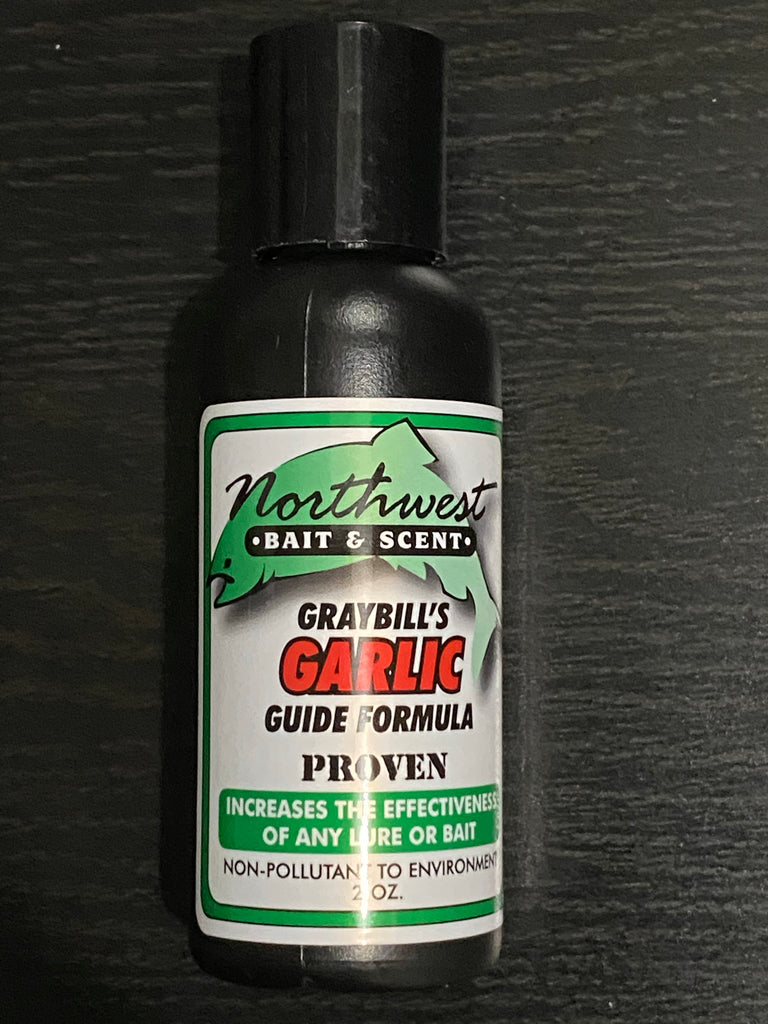 Northwest
•BAIT & SCENT•
GRAYBILL'S
GARLIC
GUIDE FORMULA
PROVEN
INCREASES THE EFFECTIVENESS
OF ANY LURE OR BAIT
NON-POLLUTANT TO ENVIRONMENT
2 OZ.